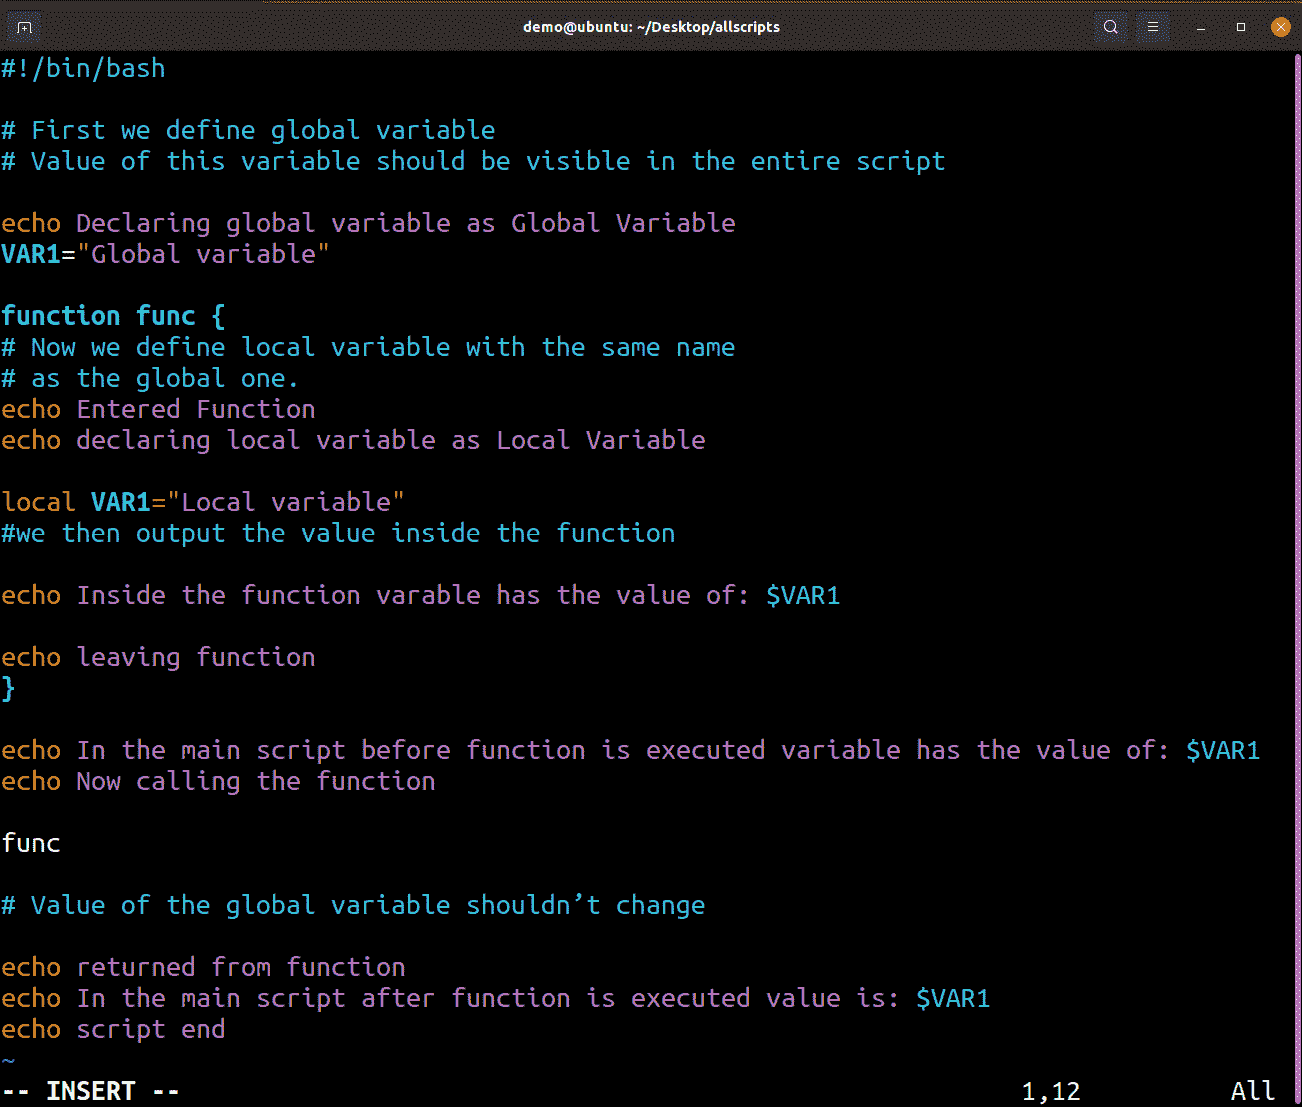 demo@ubuntu: ~/Desktop/allscripts
#!/bin/bash
# First we define global variable
# Value of this variable should be visible in the entire script
echo Declaring global variable as Global Variable
VAR1="Global variable"
function func {
# Now we define local variable with the same name
# as the global one.
echo Entered Function
echo declaring local variable as Local Variable
local VAR1="Local variable"
#we then output the value inside the function
echo Inside the function varable has the value of: $VAR1
echo leaving function
}
echo In the main script before function is executed variable has the value of: $VAR1
echo Now calling the function
func
# Value of the global variable shouldn’t change
echo returned from function
echo In the main script after function is executed value is: $VAR1
echo script end
~
-- INSERT -- 1,12 All